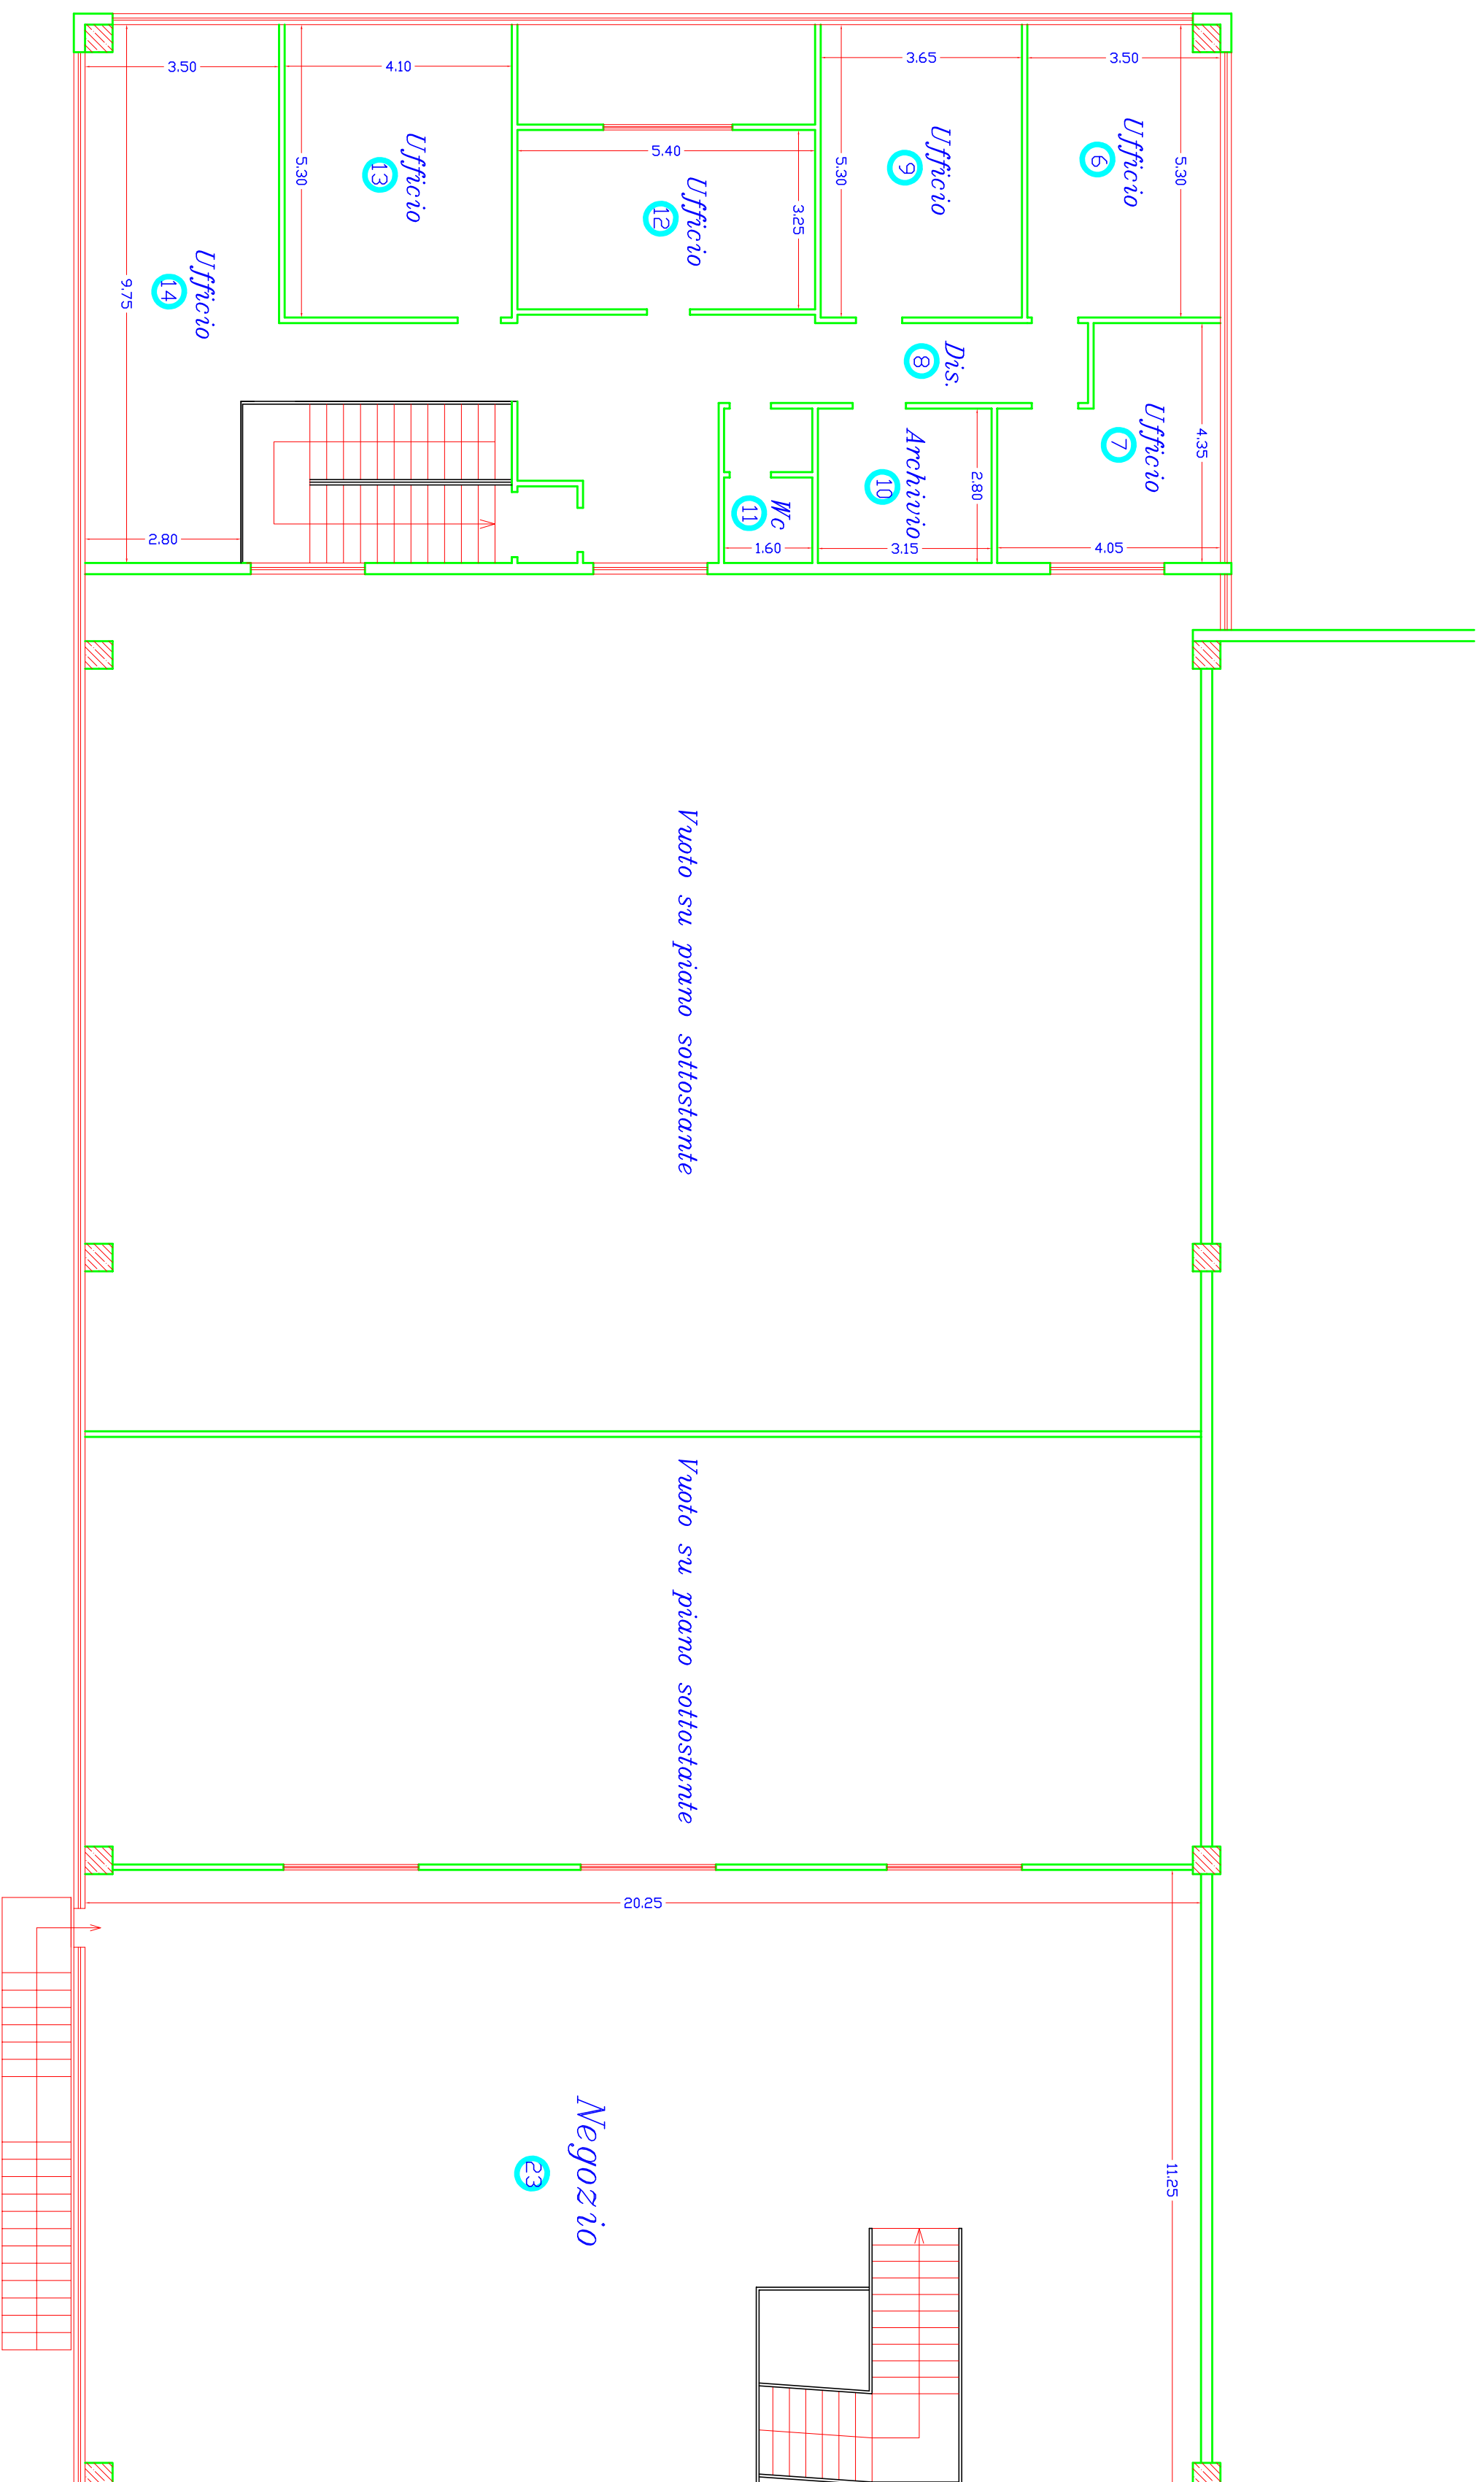 3.50
4.10
3.65
3.50
5.30
5.30
5.30
5.40
3.25
9.75
Ufficio
6
Ufficio
9
Ufficio
12
Ufficio
13
Ufficio
14
Dis.
8
Ufficio
7
4.35
Archivio
10
2.80
Wc
11
1.60
3.15
4.05
2.80
Vuoto su piano sottostante
Vuoto su piano sottostante
20.25
11.25
Negozio
23